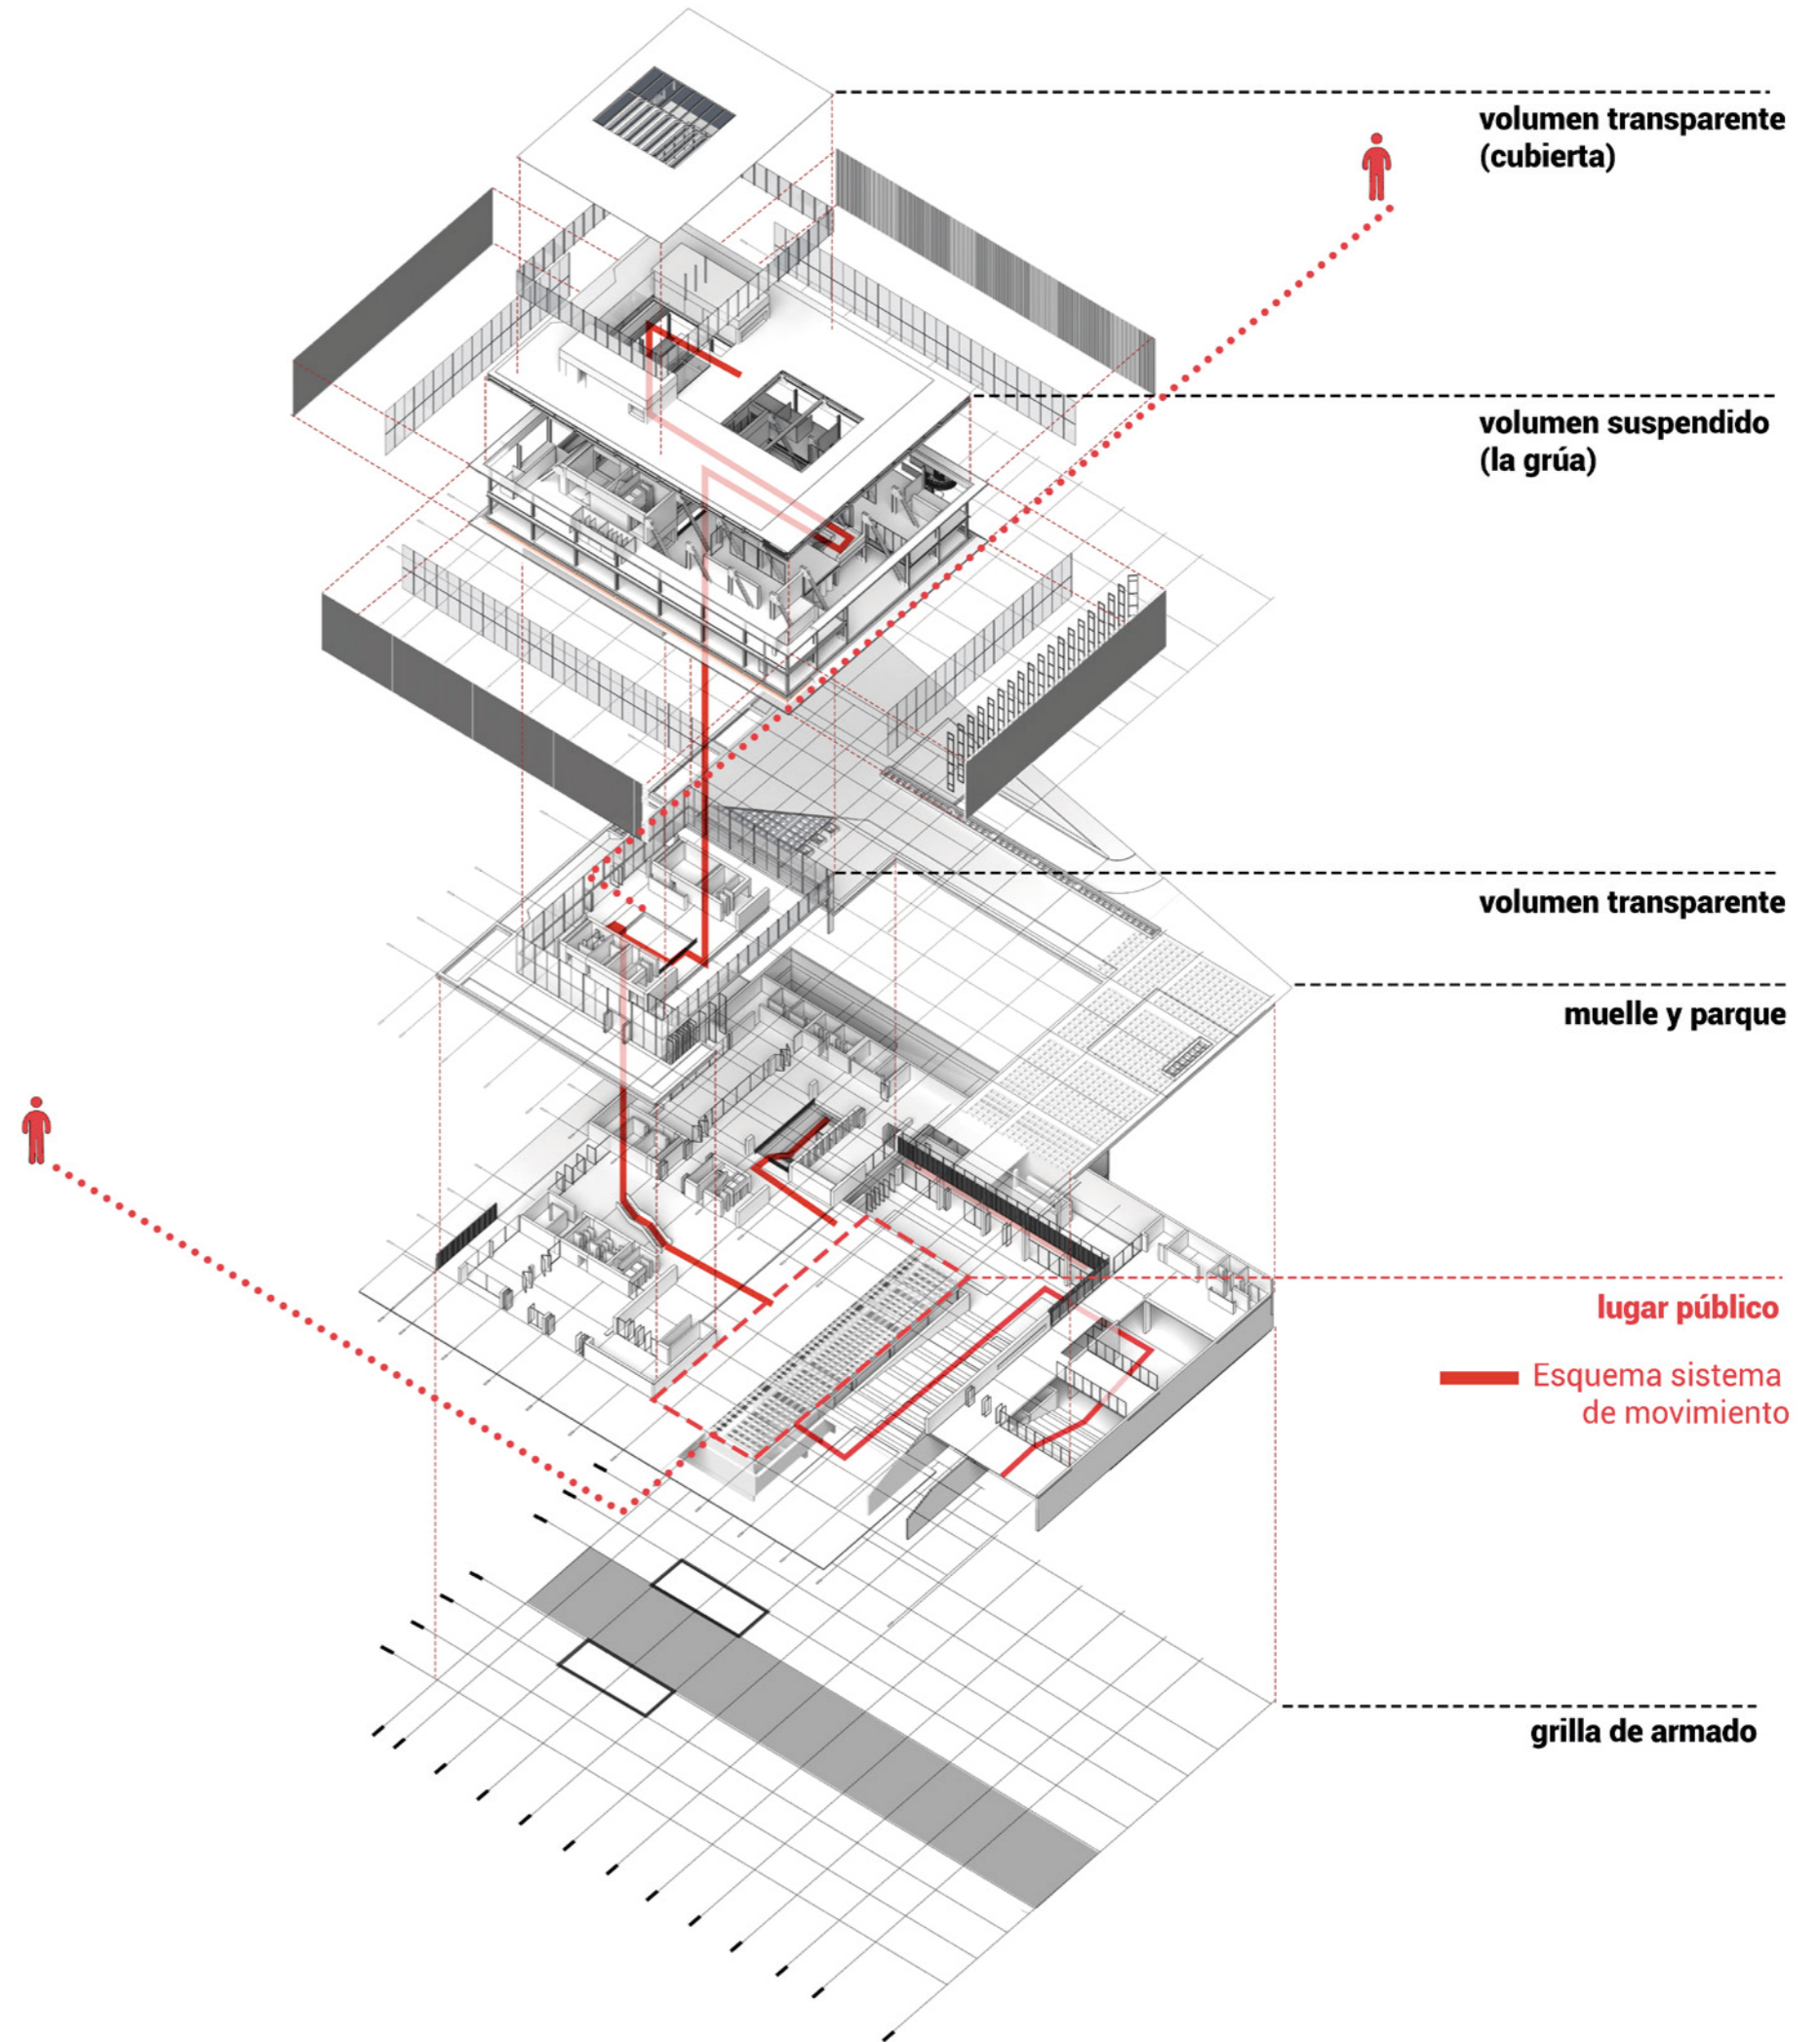 volumen transparente
(cubierta)
volumen suspendido
(la grúa)
volumen transparente
muelle y parque
lugar público
Esquema sistema
de movimiento
grilla de armado